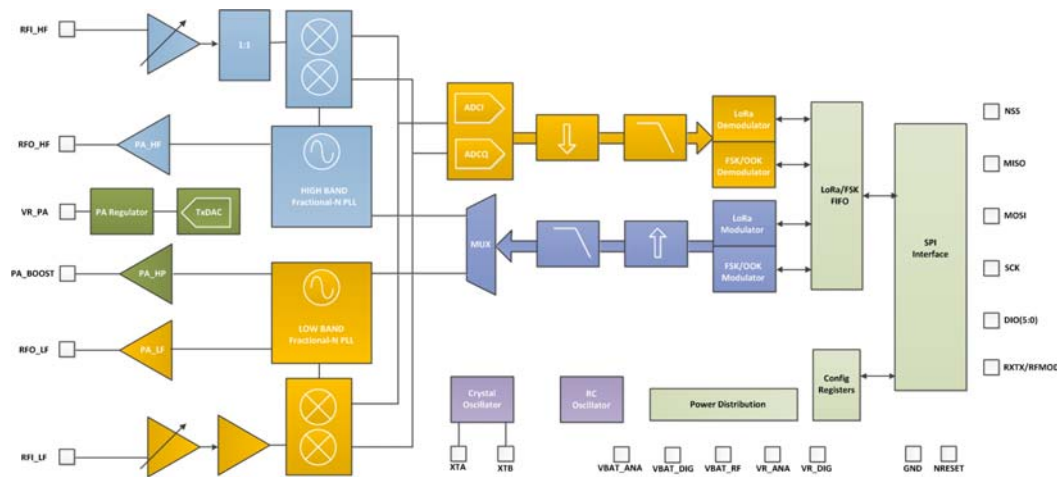 RFI_HF
1:1
RFO_HF
PA_HF
HIGH BAND
Fractional-N PLL
VR_PA
PA Regulator
TxDAC
PA_BOOST
PA_HP
RFO_LF
PA_LF
LOW BAND
Fractional-N PLL
RFI_LF
ADCI
ADCQ
MUX
LoRa
Demodulator
FSK/OOK
Demodulator
LoRa
Modulator
FSK/OOK
Modulator
LoRa/FSK
FIFO
SPI
Interface
Config
Registers
NSS
MISO
MOSI
SCK
DIO(5:0)
RXTX/RFMOD
Crystal
Oscillator
RC
Oscillator
Power Distribution
XTA
XTB
VBAT_ANA
VBAT_DIG
VBAT_RF
VR_ANA
VR_DIG
GND
NRESET